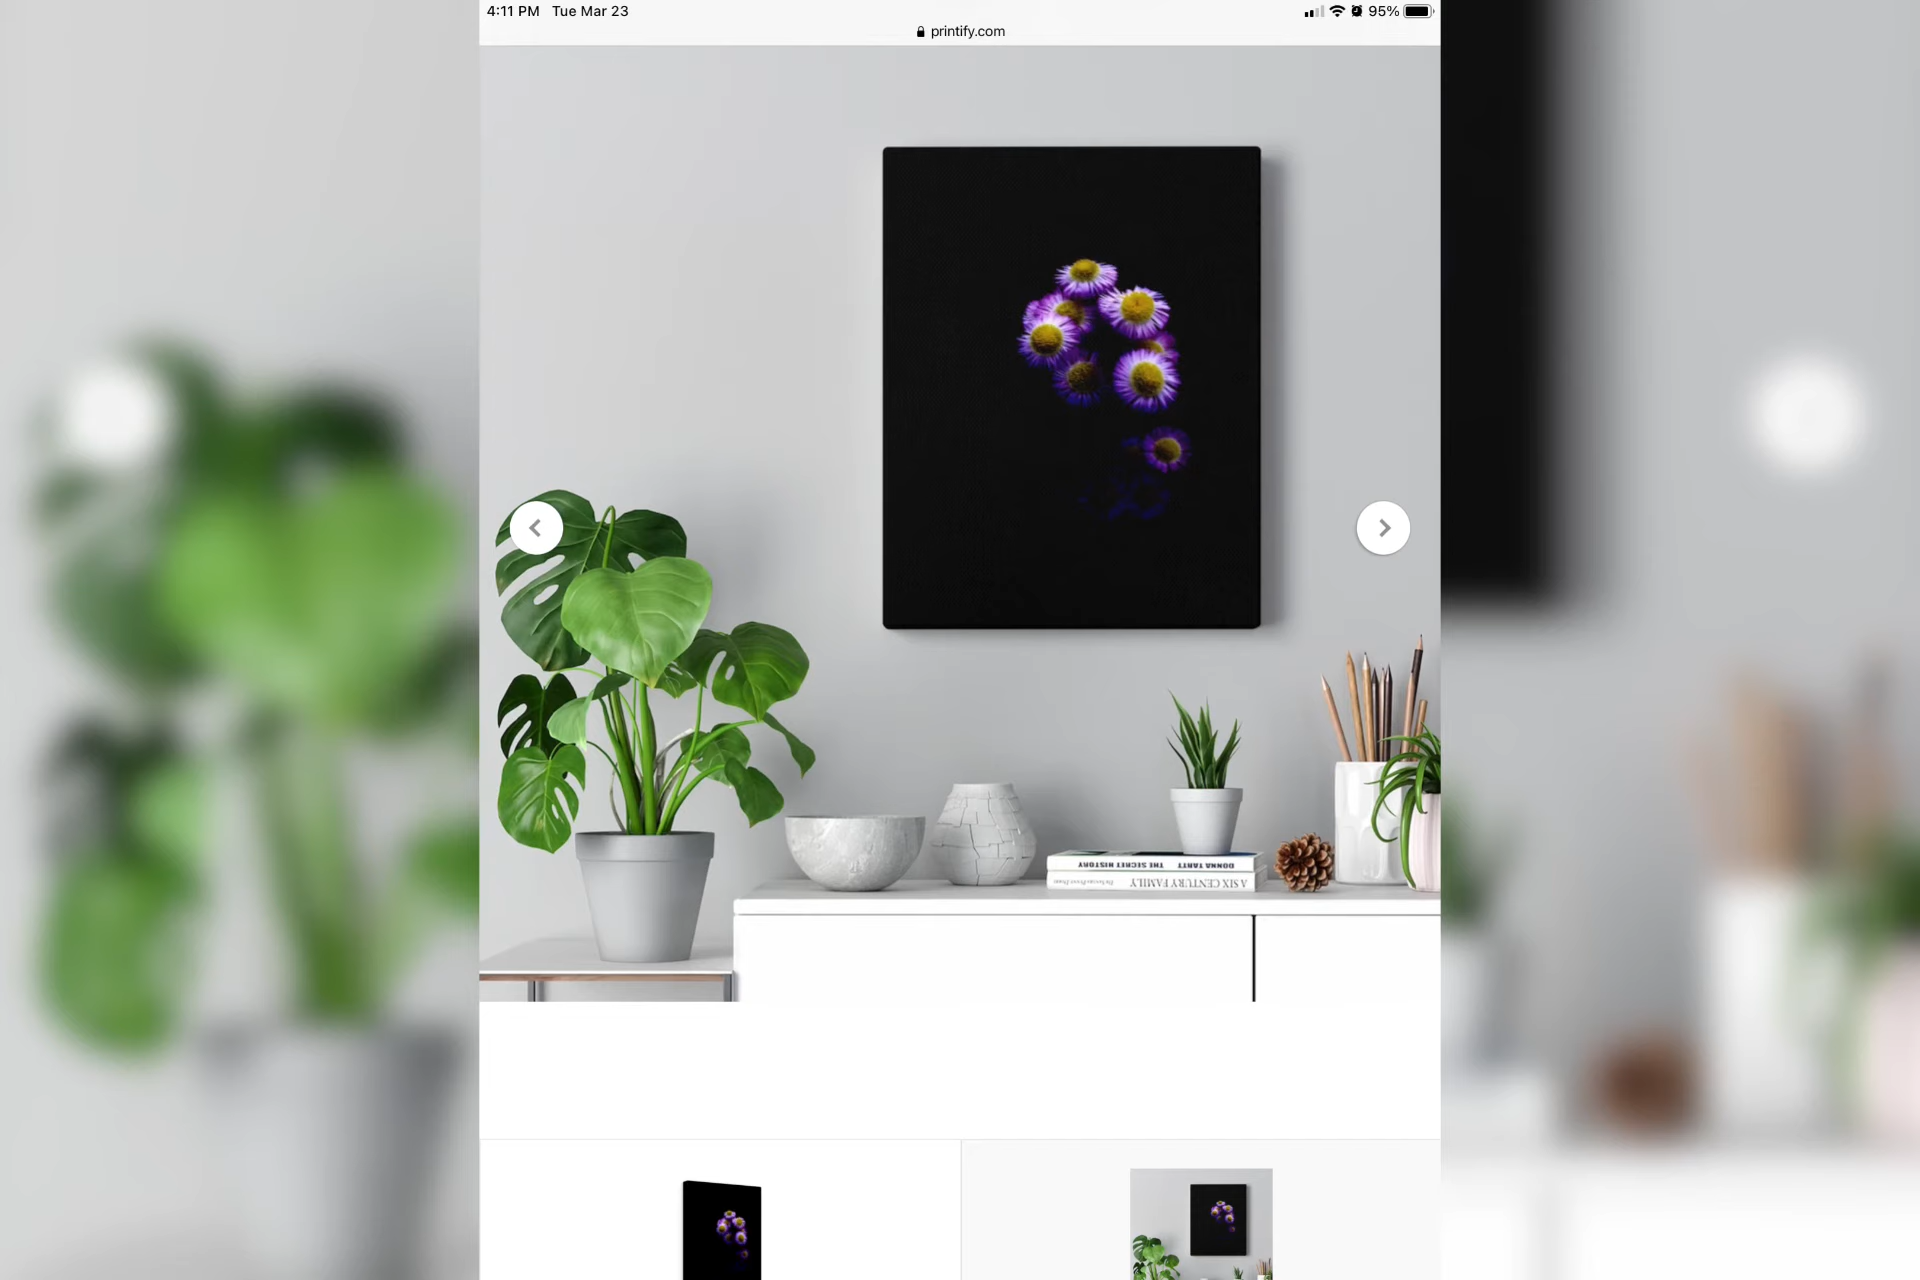 4:11 PM Tue Mar 23
95%
printify.com
DONNA TARTT THE SECRET HISTORY
A SIX CENTURY FAMILY